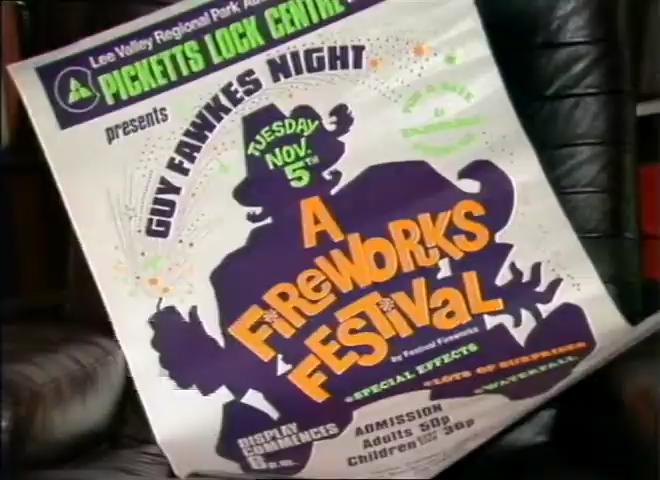 Lee Valley Regional Park
PICKETTS LOCK CENTRE
presents
GUY FAWKES NIGHT
TUESDAY
NOV.
5TH
A
FIREWORKS
FESTIVAL
by Festival Fireworks
SPECIAL EFFECTS
LOTS OF SURPRISES
WATERFALL
DISPLAY
COMMENCES
6 P.M.
ADMISSION
Adults 50p
Children 30p